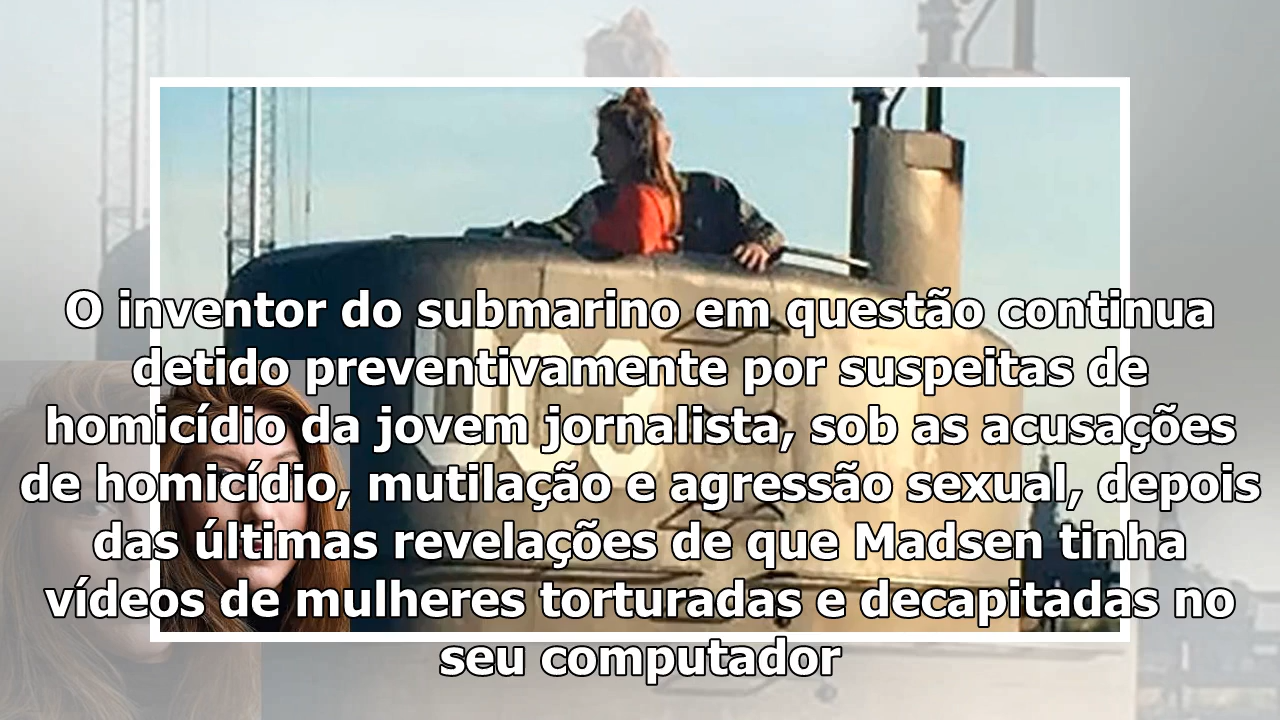 O inventor do submarino em questão continua
detido preventivamente por suspeitas de
homicídio da jovem jornalista, sob as acusações
de homicídio, mutilação e agressão sexual, depois
das últimas revelações de que Madsen tinha
vídeos de mulheres torturadas e decapitadas no
seu computador